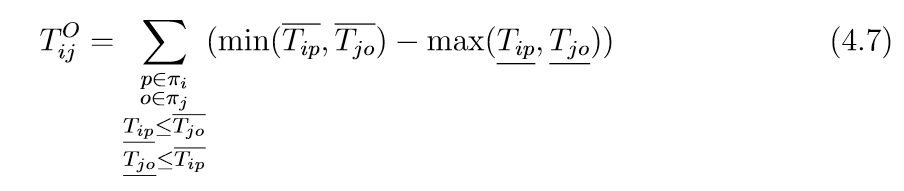 $T_{ij}^{O} = \sum_{\substack{p \in \pi_i \\ o \in \pi_j \\ \underline{T_{ip}} \leq \overline{T_{jo}} \\ \underline{T_{jo}} \leq \overline{T_{ip}}}} (\min(\overline{T_{ip}}, \overline{T_{jo}}) - \max(\underline{T_{ip}}, \underline{T_{jo}}))$ (4.7)